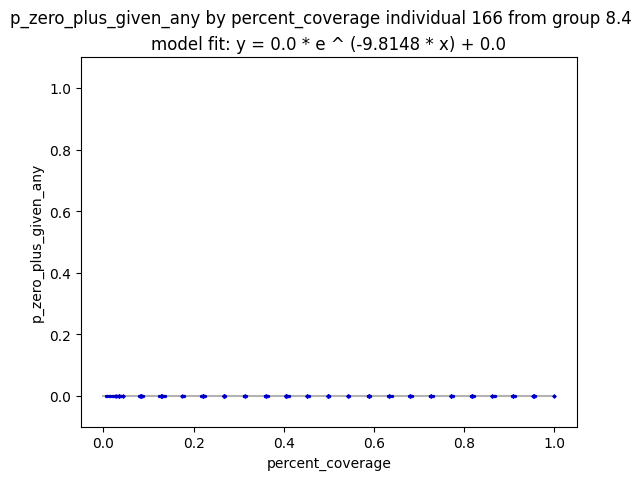 p_zero_plus_given_any by percent_coverage individual 166 from group 8.4
model fit: y = 0.0 * e ^ (-9.8148 * x) + 0.0
1.0
0.8
0.6
0.4
0.2
0.0
p_zero_plus_given_any
0.0 0.2 0.4 0.6 0.8 1.0
percent_coverage